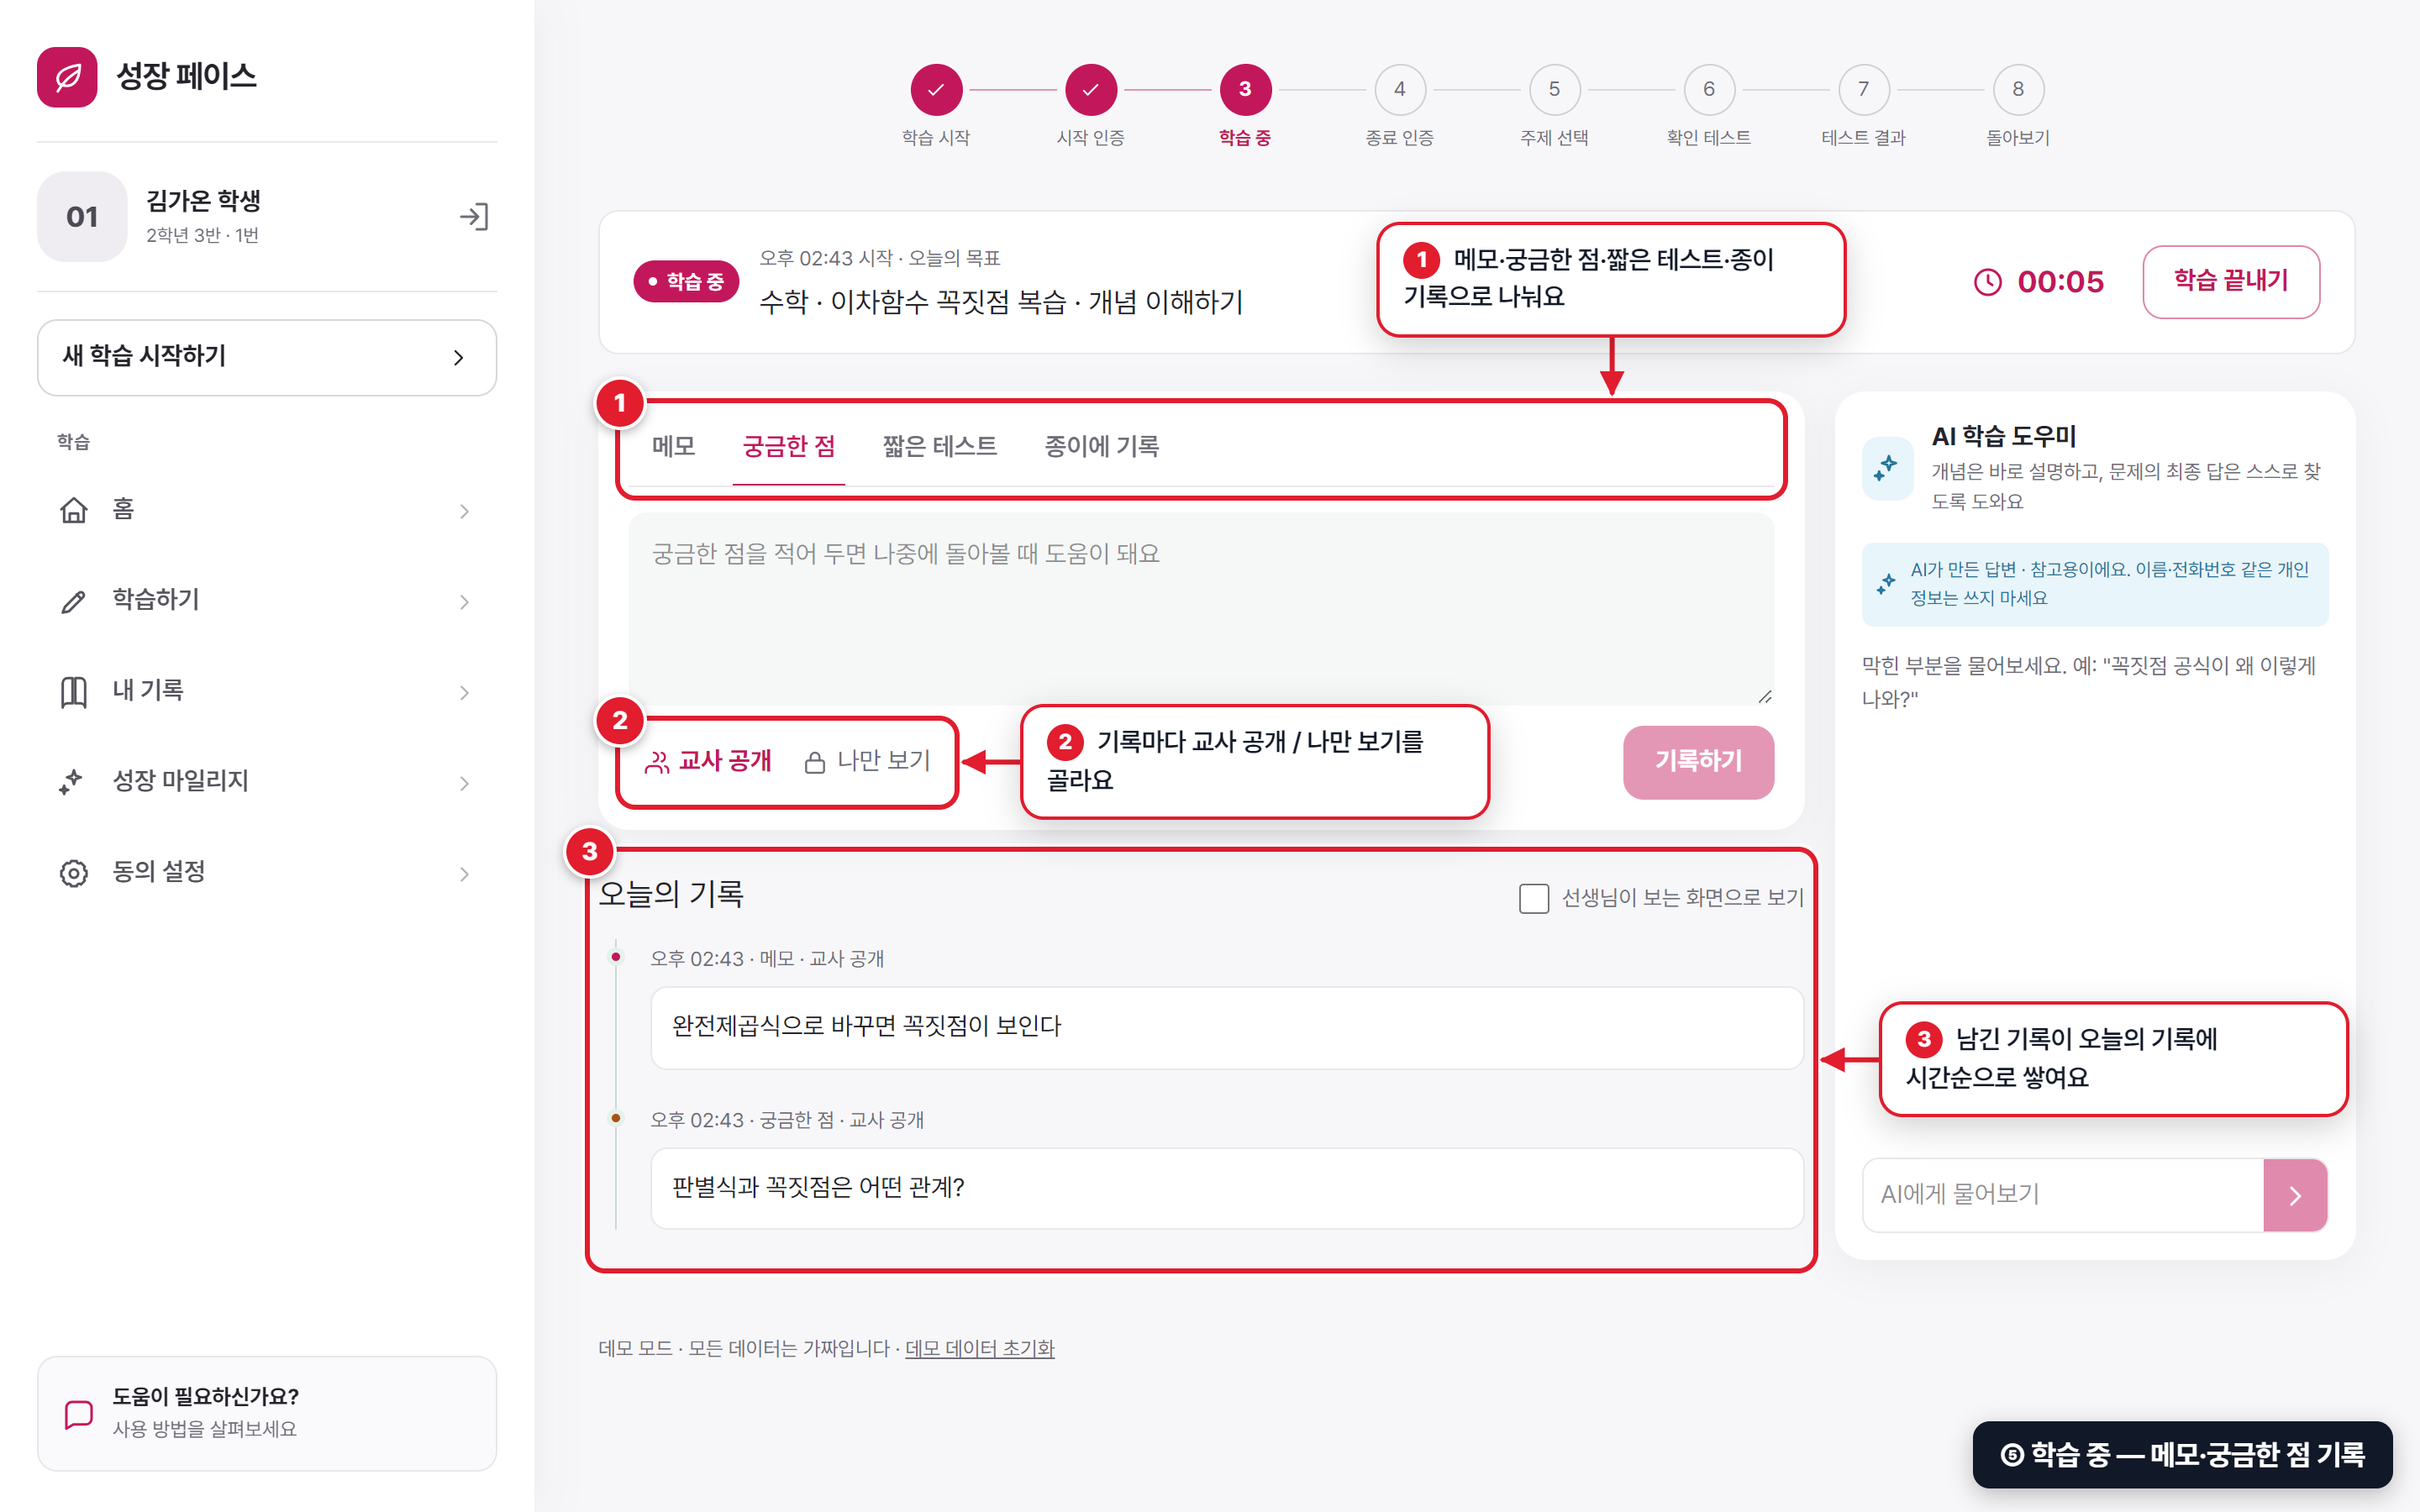 성장 페이스
01
김가온 학생
2학년 3반 · 1번
새 학습 시작하기
학습
홈
학습하기
내 기록
성장 마일리지
동의 설정
도움이 필요하신가요?
사용 방법을 살펴보세요
3
4
5
6
7
8
학습 시작
시작 인증
학습 중
종료 인증
주제 선택
확인 테스트
테스트 결과
돌아보기
학습 중
오후 02:43 시작 · 오늘의 목표
수학 · 이차함수 꼭짓점 복습 · 개념 이해하기
1 메모·궁금한 점·짧은 테스트·종이
기록으로 나눠요
00:05
학습 끝내기
1
메모
궁금한 점
짧은 테스트
종이에 기록
궁금한 점을 적어 두면 나중에 돌아볼 때 도움이 돼요
2
교사 공개
나만 보기
2 기록마다 교사 공개 / 나만 보기를
골라요
기록하기
3
오늘의 기록
선생님이 보는 화면으로 보기
오후 02:43 · 메모 · 교사 공개
완전제곱식으로 바꾸면 꼭짓점이 보인다
오후 02:43 · 궁금한 점 · 교사 공개
판별식과 꼭짓점은 어떤 관계?
AI 학습 도우미
개념은 바로 설명하고, 문제의 최종 답은 스스로 찾
도록 도와요
AI가 만든 답변 · 참고용이에요. 이름·전화번호 같은 개인
정보는 쓰지 마세요
막힌 부분을 물어보세요. 예: "꼭짓점 공식이 왜 이렇게
나와?"
3 남긴 기록이 오늘의 기록에
시간순으로 쌓여요
AI에게 물어보기
데모 모드 · 모든 데이터는 가짜입니다 · 데모 데이터 초기화
⑤ 학습 중 — 메모·궁금한 점 기록